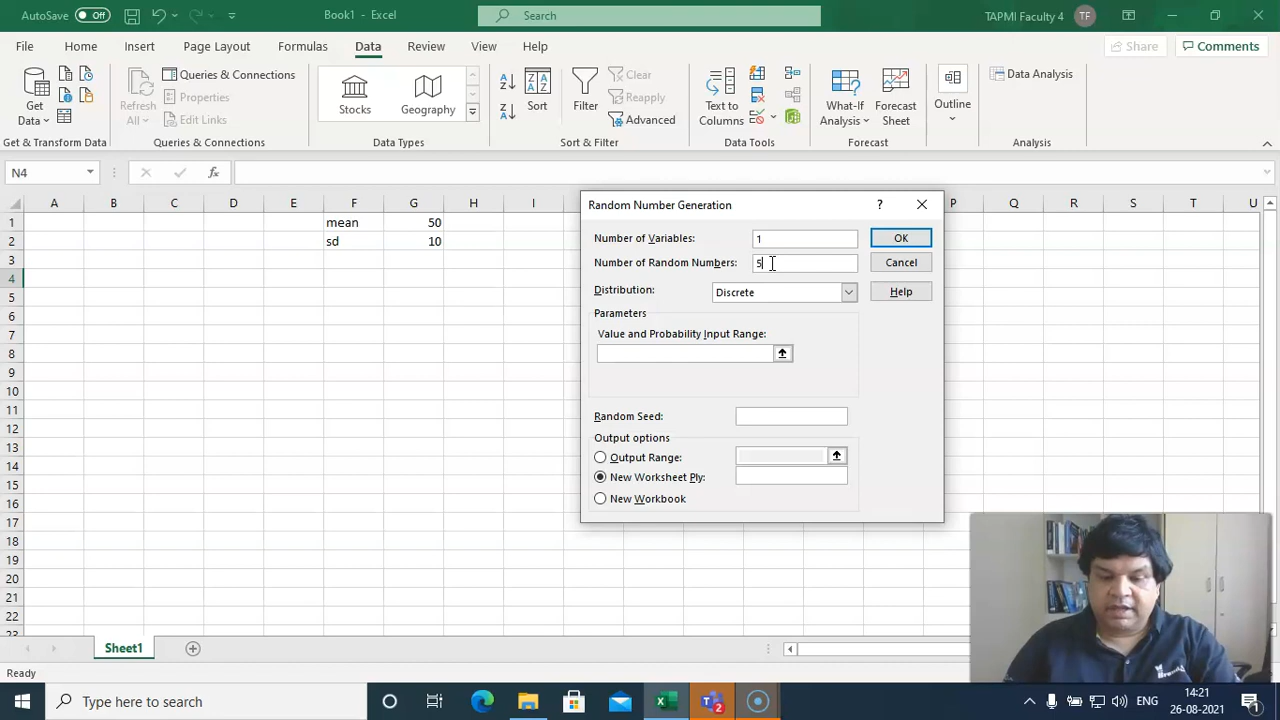 AutoSave Off Book1 - Excel Search TAPMI Faculty 4 TF
File Home Insert Page Layout Formulas Data Review View Help Share Comments
Get Data
Refresh All
Queries & Connections
Properties
Edit Links
Stocks
Geography
Sort
Filter
Clear
Reapply
Advanced
Text to Columns
What-If Analysis
Forecast Sheet
Outline
Data Analysis
Get & Transform Data Queries & Connections Data Types Sort & Filter Data Tools Forecast Analysis
N4 fx
A B C D E F G H I P Q R S T U
1 mean 50
2 sd 10
3
4
5
6
7
8
9
10
11
12
13
14
15
16
17
18
19
20
21
22
23
Random Number Generation ? ×
Number of Variables: 1 OK
Number of Random Numbers: 5 Cancel
Distribution: Discrete Help
Parameters
Value and Probability Input Range:
Random Seed:
Output options
Output Range:
New Worksheet Ply:
New Workbook
Sheet1
Ready
Type here to search 2 ENG 14:21 1
26-08-2021